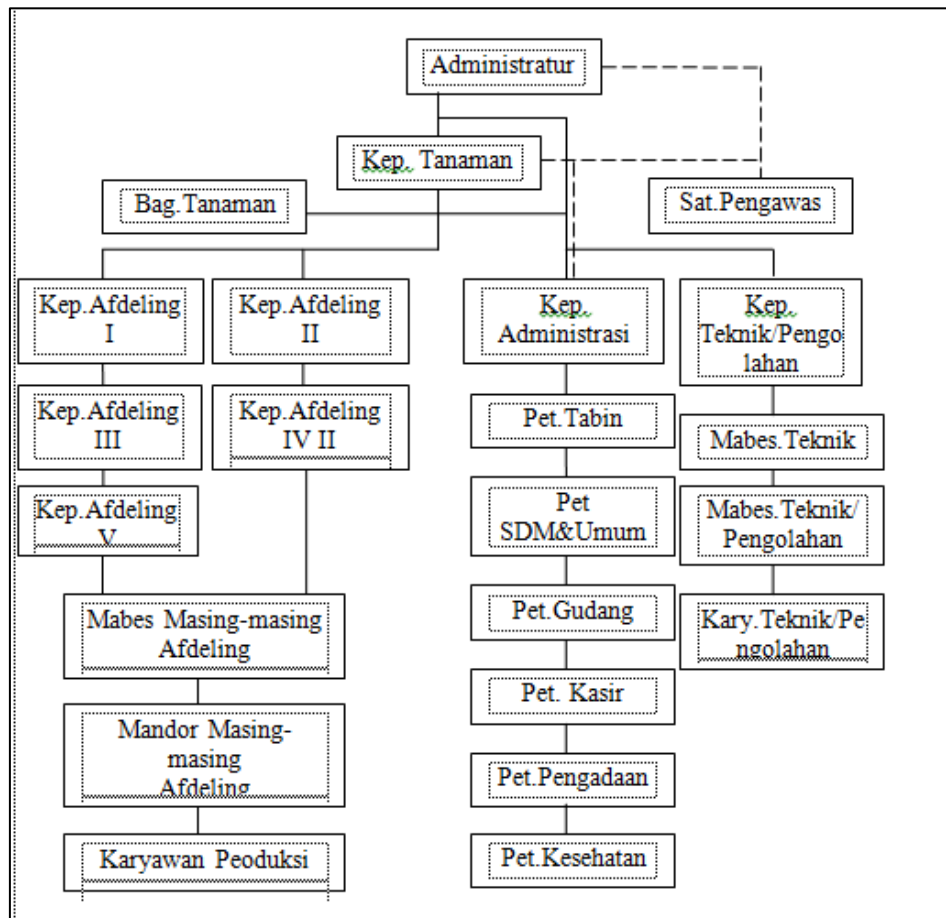 Administratur
Kep. Tanaman
Bag.Tanaman
Sat.Pengawas
Kep.Afdeling
I
Kep.Afdeling
II
Kep.
Administrasi
Kep.
Teknik/Pengo
lahan
Kep.Afdeling
III
Kep.Afdeling
IV II
Pet.Tabin
Mabes.Teknik
Kep.Afdeling
V
Pet
SDM&Umum
Mabes.Teknik/
Pengolahan
Mabes Masing-masing
Afdeling
Pet.Gudang
Kary.Teknik/Pe
ngolahan
Mandor Masing-
masing
Afdeling
Pet. Kasir
Pet.Pengadaan
Karyawan Peoduksi
Pet.Kesehatan